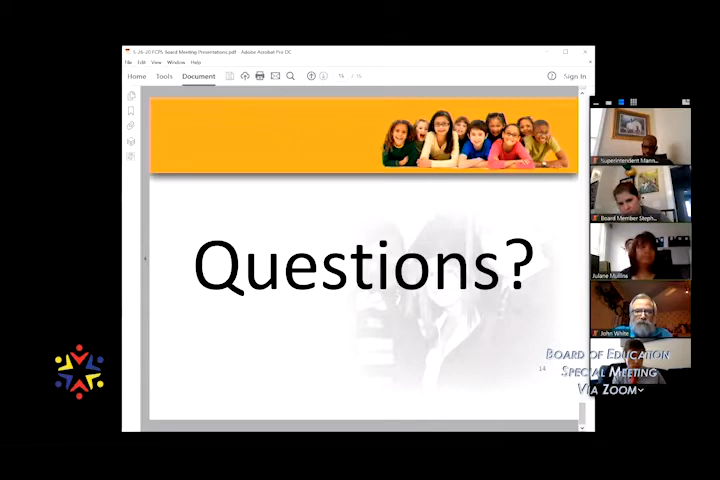 5-26-20 FCPS Board Meeting Presentations.pdf - Adobe Acrobat Pro DC
File Edit View Window Help
Home Tools Document 15 / 15 Sign In
Questions?
14
Superintendent Mann...
Board Member Steph...
Juliane Mullins
John White
BOARD OF EDUCATION
SPECIAL MEETING
VIA ZOOM